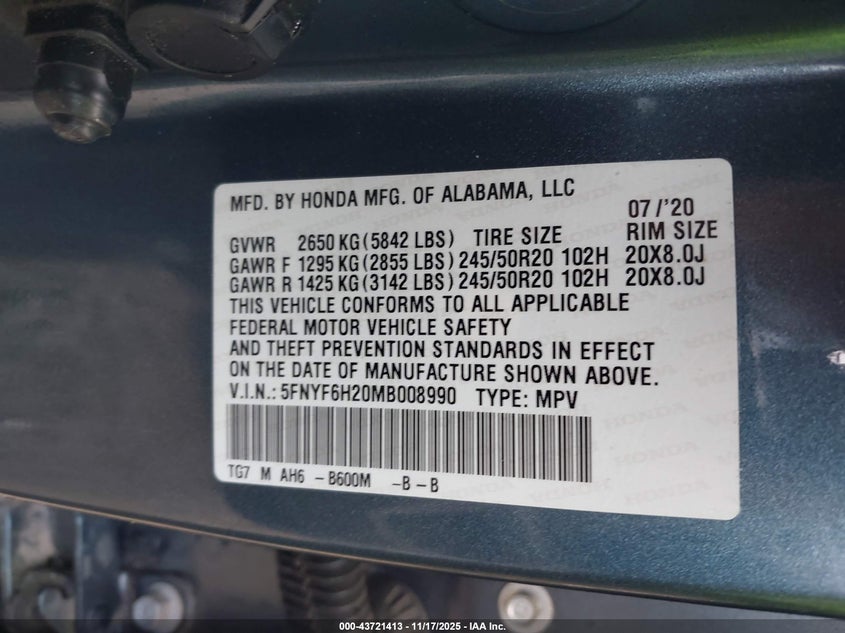 MFD. BY HONDA MFG. OF ALABAMA, LLC
07/'20
GVWR 2650 KG (5842 LBS) TIRE SIZE RIM SIZE
GAWR F 1295 KG (2855 LBS) 245/50R20 102H 20X8.0J
GAWR R 1425 KG (3142 LBS) 245/50R20 102H 20X8.0J
THIS VEHICLE CONFORMS TO ALL APPLICABLE
FEDERAL MOTOR VEHICLE SAFETY
AND THEFT PREVENTION STANDARDS IN EFFECT
ON THE DATE OF MANUFACTURE SHOWN ABOVE.
V.I.N.: 5FNYF6H20MB008990 TYPE: MPV
TG7 M AH6 - B600M - B - B
000-43721413 - 11/17/2025 - IAA Inc.